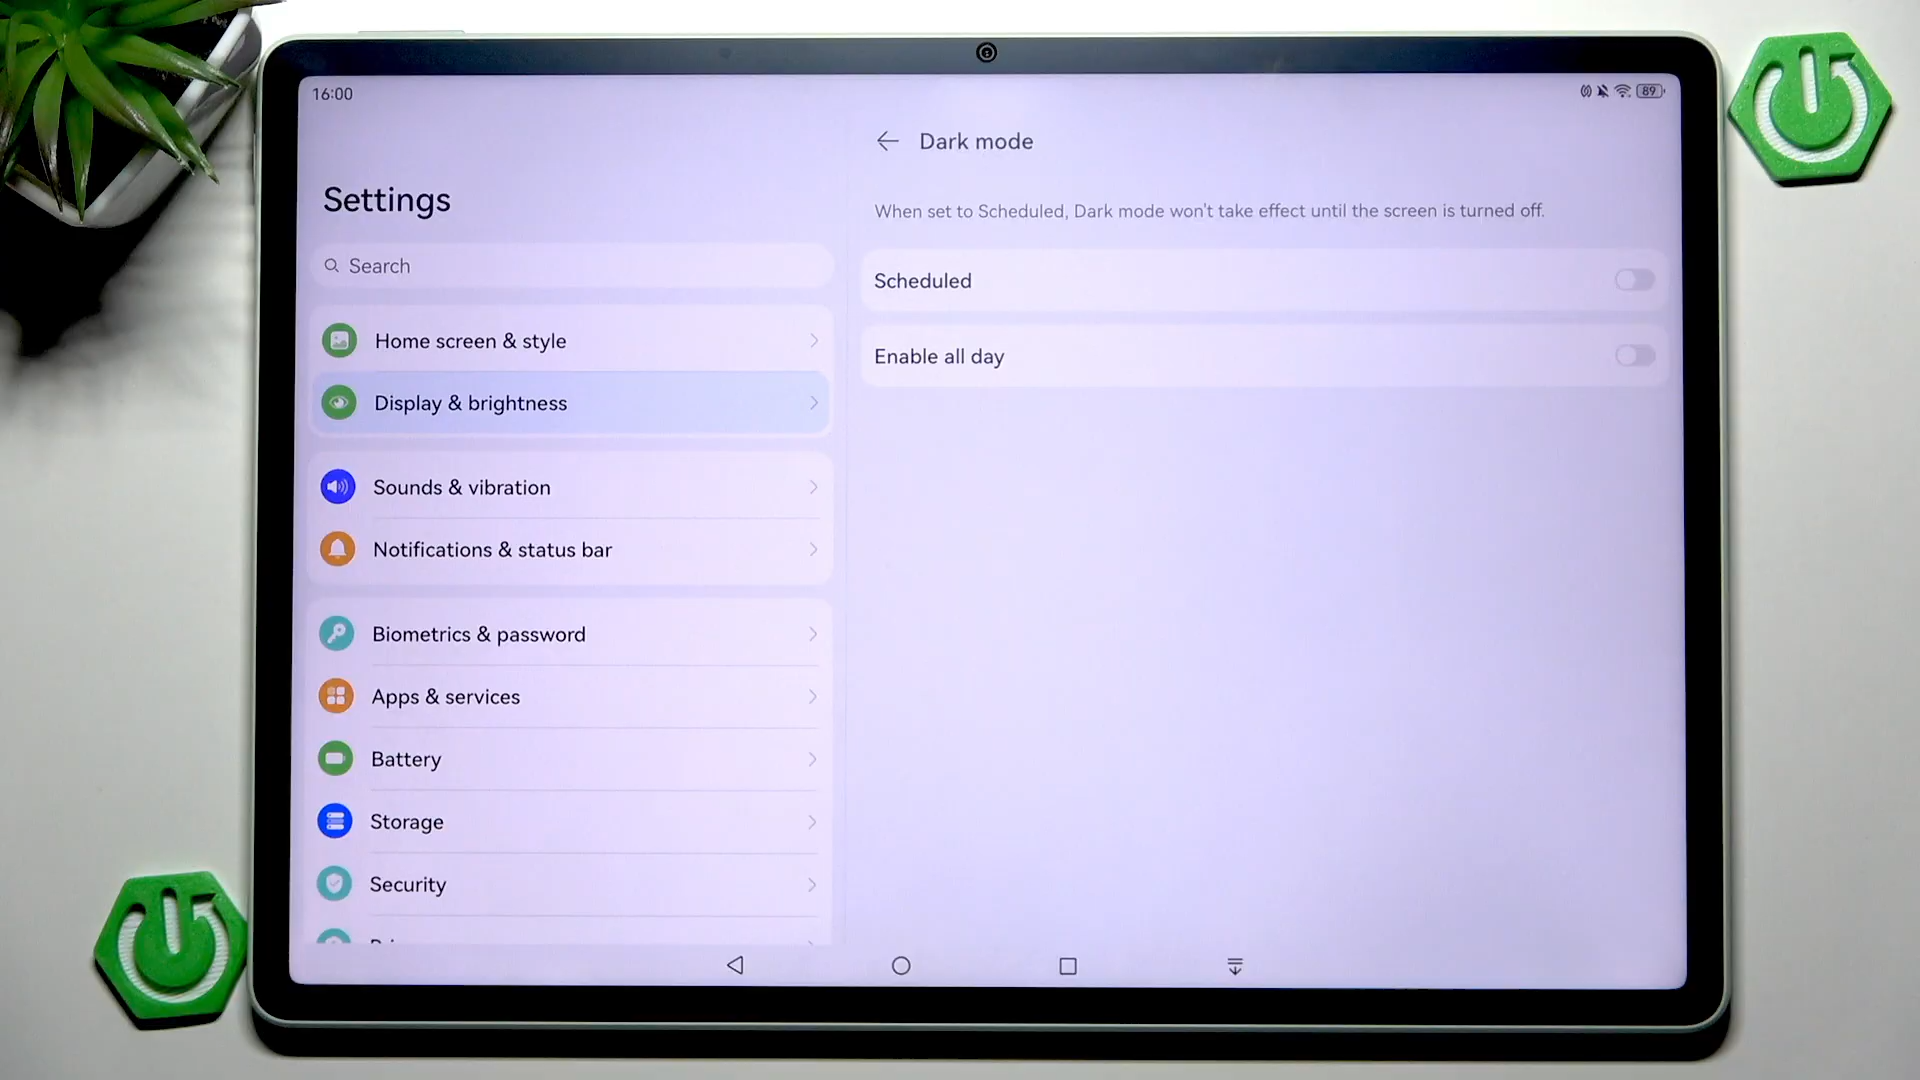 16:00
89
Settings
Search
Home screen & style
Display & brightness
Sounds & vibration
Notifications & status bar
Biometrics & password
Apps & services
Battery
Storage
Security
Dark mode
When set to Scheduled, Dark mode won't take effect until the screen is turned off.
Scheduled
Enable all day